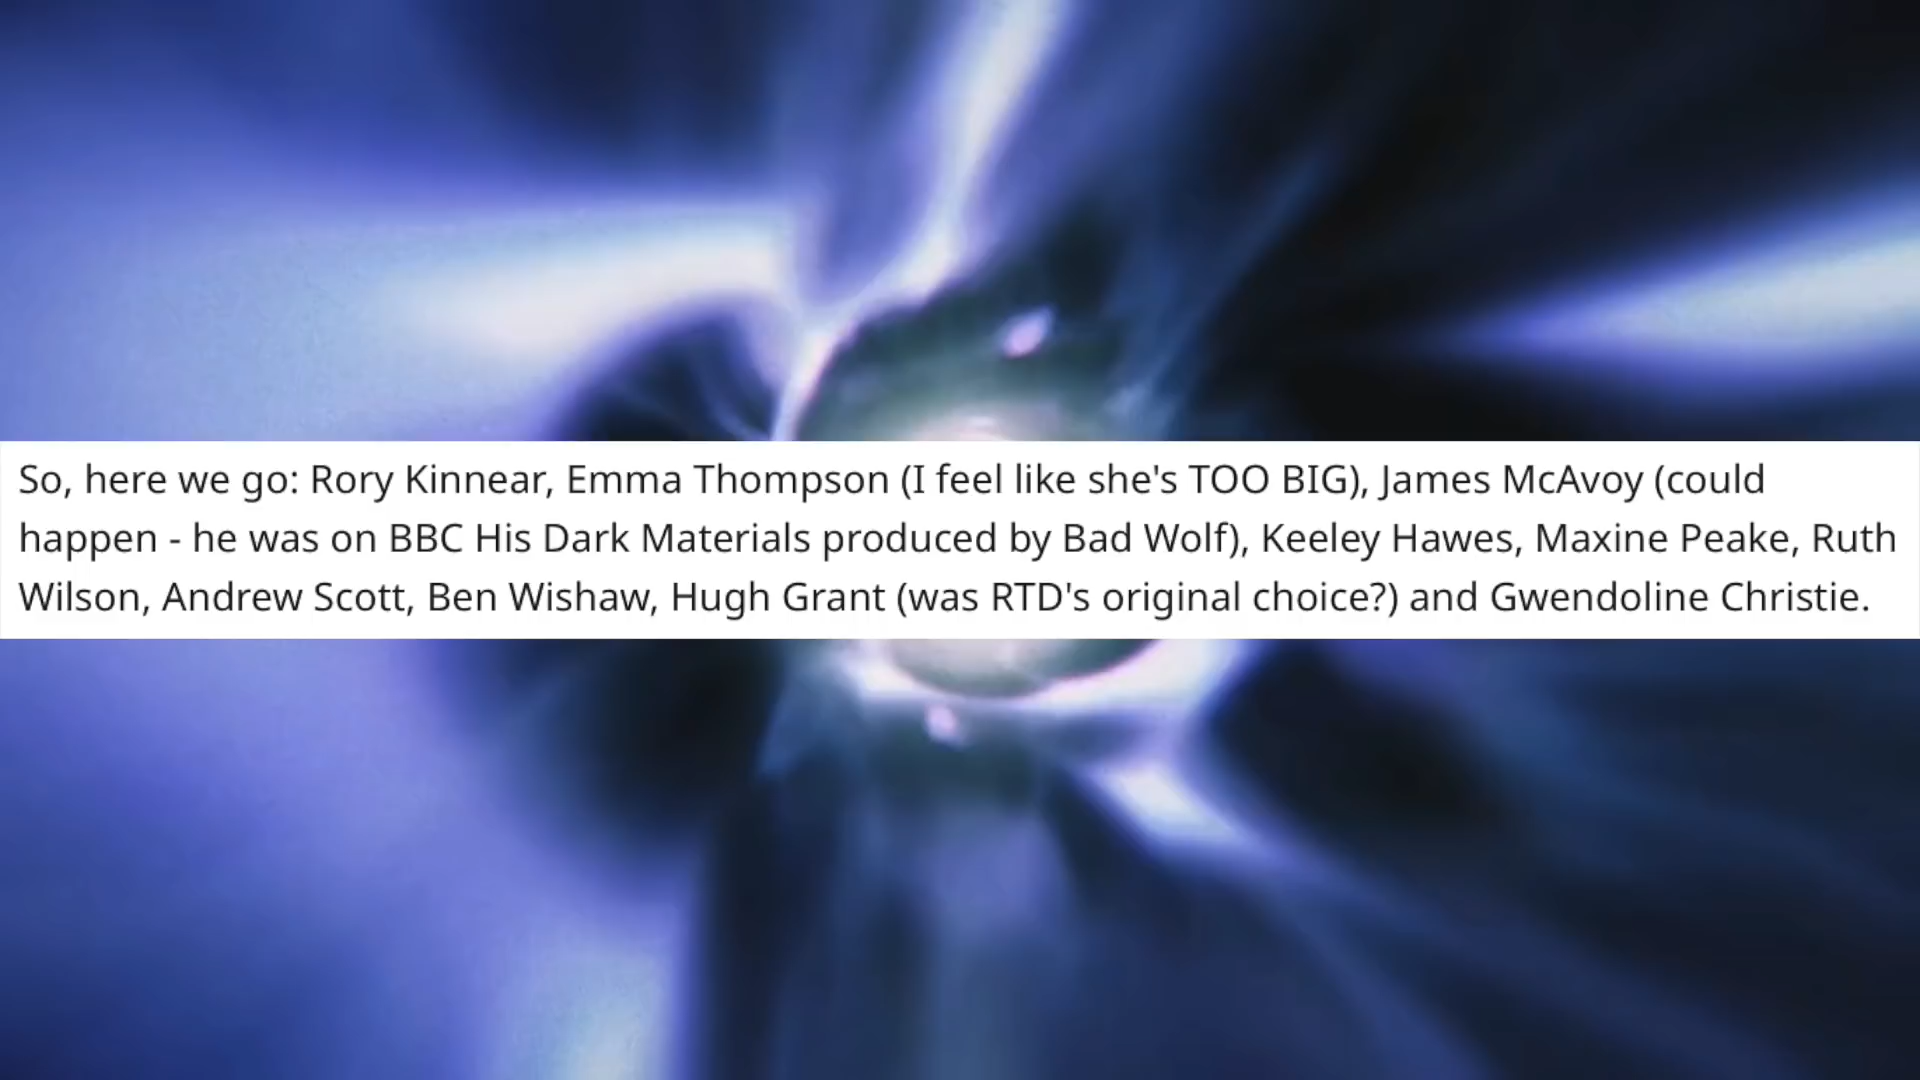 So, here we go: Rory Kinnear, Emma Thompson (I feel like she's TOO BIG), James McAvoy (could
happen - he was on BBC His Dark Materials produced by Bad Wolf), Keeley Hawes, Maxine Peake, Ruth
Wilson, Andrew Scott, Ben Wishaw, Hugh Grant (was RTD's original choice?) and Gwendoline Christie.